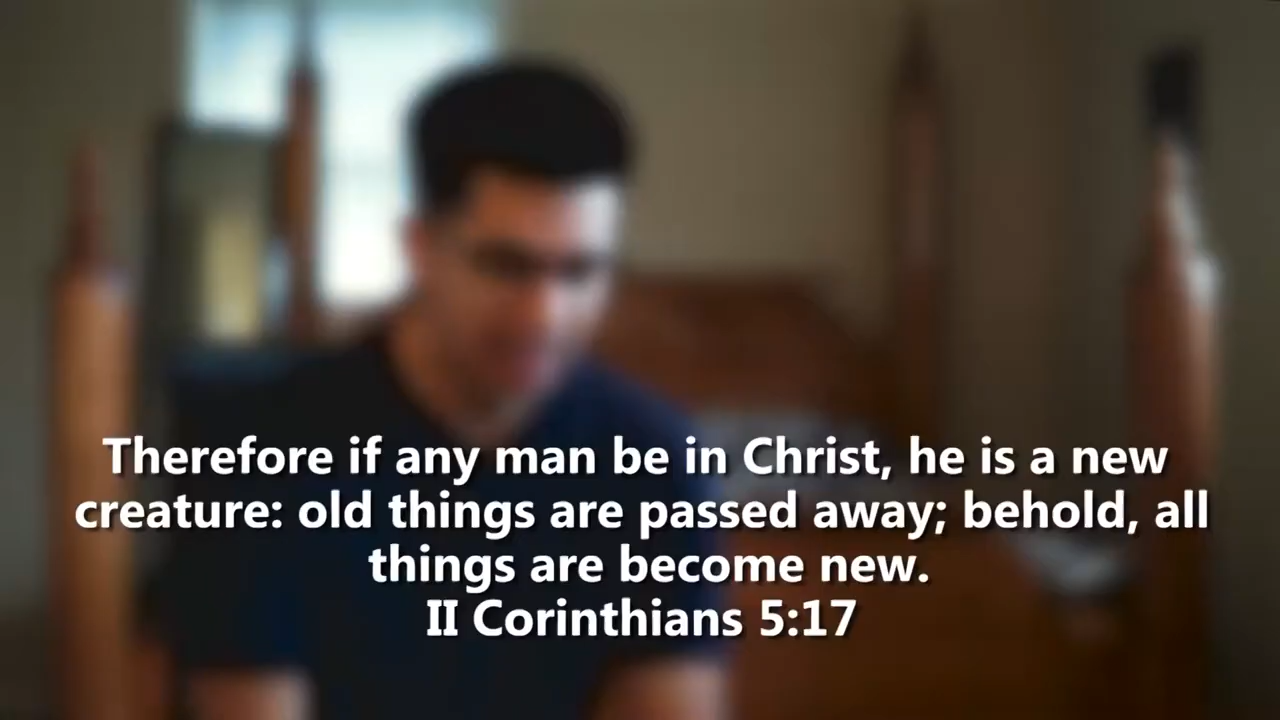 Therefore if any man be in Christ, he is a new
creature: old things are passed away; behold, all
things are become new.
II Corinthians 5:17